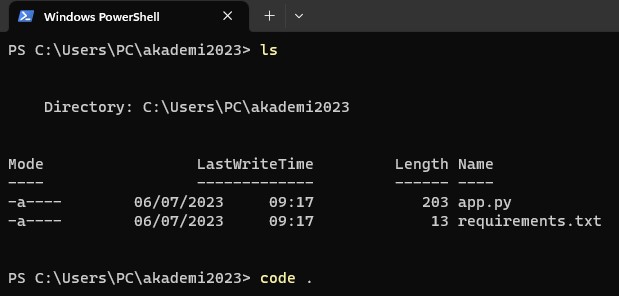 Windows PowerShell
PS C:\Users\PC\akademi2023> ls
Directory: C:\Users\PC\akademi2023
Mode                 LastWriteTime         Length Name
----                 -------------         ------ ----
-a----        06/07/2023     09:17            203 app.py
-a----        06/07/2023     09:17             13 requirements.txt
PS C:\Users\PC\akademi2023> code .